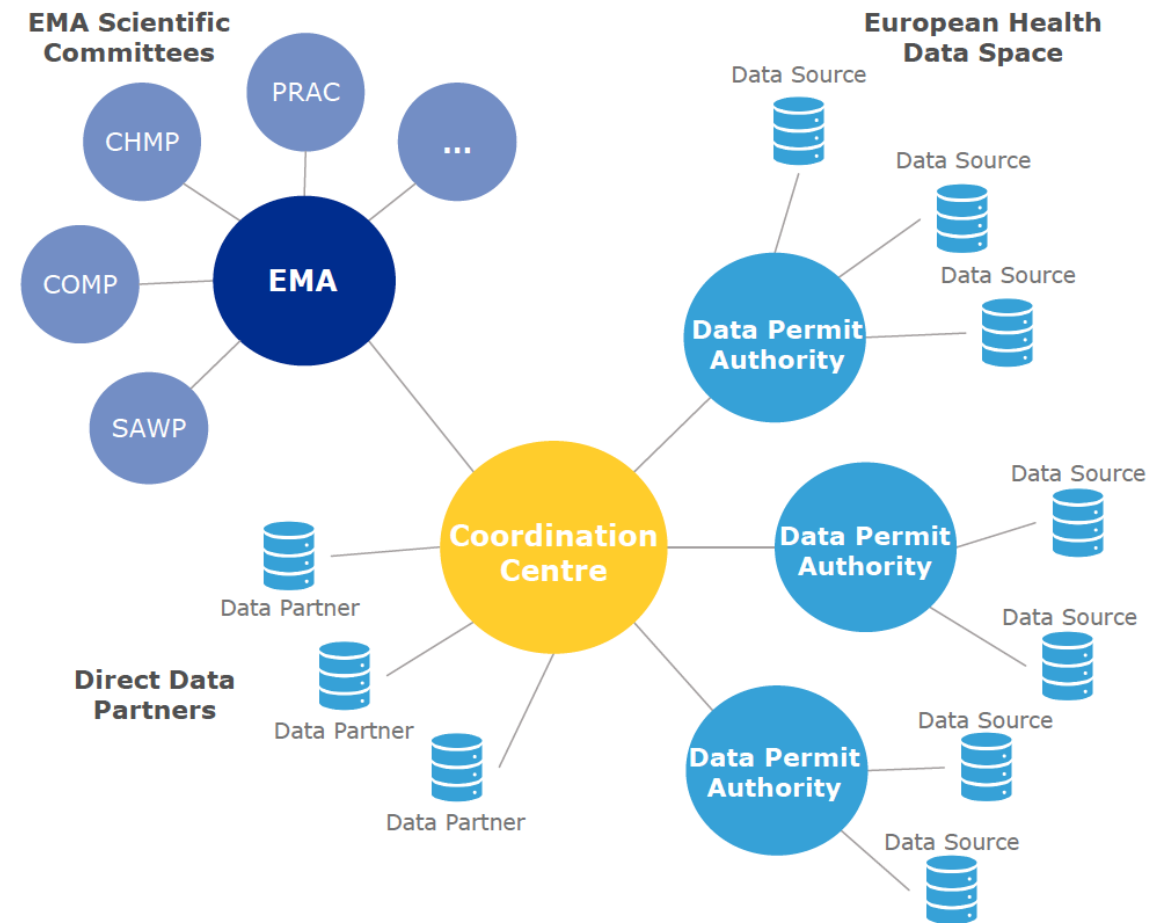 EMA Scientific
Committees
PRAC
CHMP
...
COMP
EMA
SAWP
European Health
Data Space
Data Source
Data Source
Data Source
Data Permit
Authority
Data Source
Data Permit
Authority
Data Source
Coordination
Centre
Data Partner
Direct Data
Partners
Data Partner
Data Partner
Data Source
Data Permit
Authority
Data Source